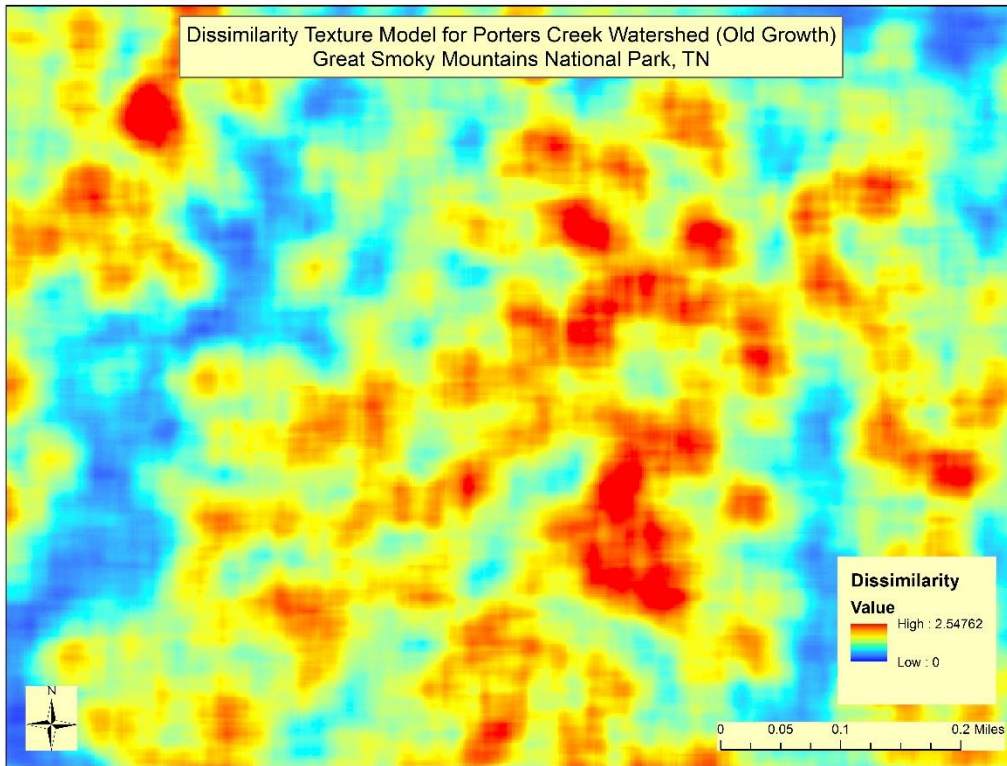 Dissimilarity Texture Model for Porters Creek Watershed (Old Growth)
Great Smoky Mountains National Park, TN
Dissimilarity
Value
High : 2.54762
Low : 0
N
0 0.05 0.1 0.2 Miles